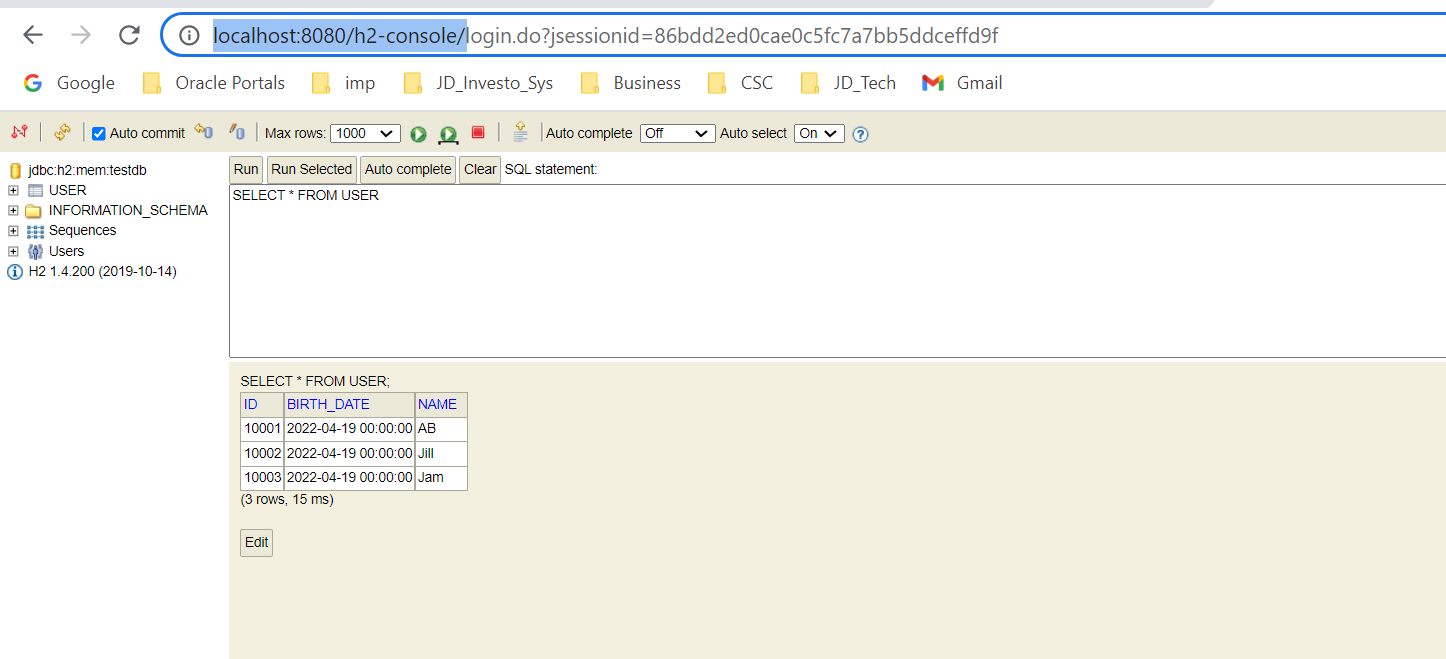 localhost:8080/h2-console/login.do?jsessionid=86bdd2ed0cae0c5fc7a7bb5ddceffd9f
Google Oracle Portals imp JD_Investo_Sys Business CSC JD_Tech Gmail
Auto commit Max rows: 1000 Auto complete Off Auto select On
jdbc:h2:mem:testdb
USER
INFORMATION_SCHEMA
Sequences
Users
H2 1.4.200 (2019-10-14)
Run Run Selected Auto complete Clear SQL statement:
SELECT * FROM USER
SELECT * FROM USER;
ID BIRTH_DATE NAME
10001 2022-04-19 00:00:00 AB
10002 2022-04-19 00:00:00 Jill
10003 2022-04-19 00:00:00 Jam
(3 rows, 15 ms)
Edit